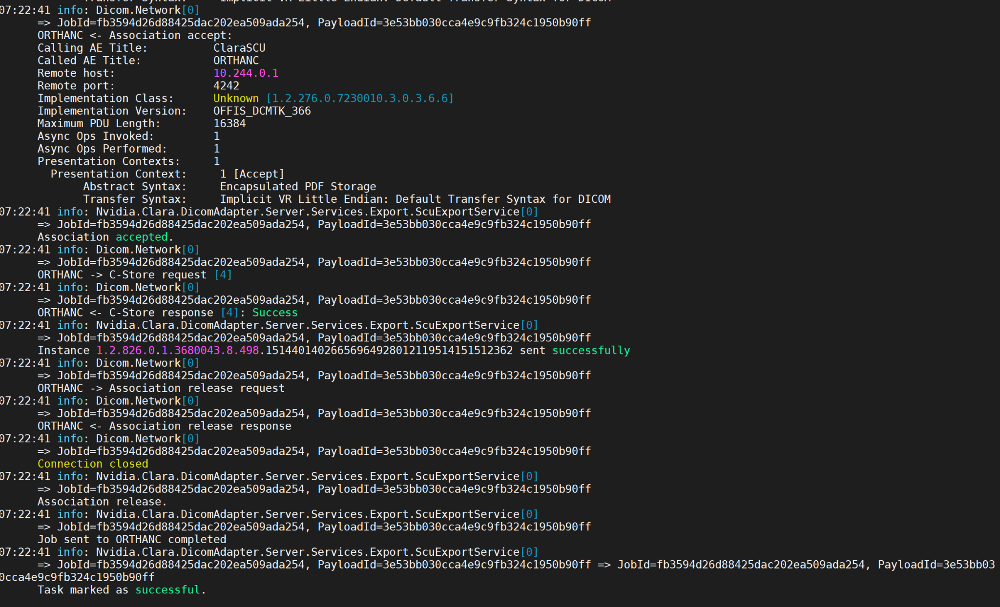 Transfer Syntax:     Implicit VR Little Endian: Default Transfer Syntax for DICOM
07:22:41 info: Dicom.Network[0]
      => JobId=fb3594d26d88425dac202ea509ada254, PayloadId=3e53bb030cca4e9c9fb324c1950b90ff
      ORTHANC <- Association accept:
      Calling AE Title:          ClaraSCU
      Called AE Title:           ORTHANC
      Remote host:               10.244.0.1
      Remote port:               4242
      Implementation Class:      Unknown [1.2.276.0.7230010.3.0.3.6.6]
      Implementation Version:    OFFIS_DCMTK_366
      Maximum PDU Length:        16384
      Async Ops Invoked:         1
      Async Ops Performed:       1
      Presentation Contexts:     1
        Presentation Context:     1 [Accept]
             Abstract Syntax:     Encapsulated PDF Storage
             Transfer Syntax:     Implicit VR Little Endian: Default Transfer Syntax for DICOM
07:22:41 info: Nvidia.Clara.DicomAdapter.Server.Services.Export.ScuExportService[0]
      => JobId=fb3594d26d88425dac202ea509ada254, PayloadId=3e53bb030cca4e9c9fb324c1950b90ff
      Association accepted.
07:22:41 info: Dicom.Network[0]
      => JobId=fb3594d26d88425dac202ea509ada254, PayloadId=3e53bb030cca4e9c9fb324c1950b90ff
      ORTHANC -> C-Store request [4]
07:22:41 info: Dicom.Network[0]
      => JobId=fb3594d26d88425dac202ea509ada254, PayloadId=3e53bb030cca4e9c9fb324c1950b90ff
      ORTHANC <- C-Store response [4]: Success
07:22:41 info: Nvidia.Clara.DicomAdapter.Server.Services.Export.ScuExportService[0]
      => JobId=fb3594d26d88425dac202ea509ada254, PayloadId=3e53bb030cca4e9c9fb324c1950b90ff
      Instance 1.2.826.0.1.3680043.8.498.15144014026656964928012119514151512362 sent successfully
07:22:41 info: Dicom.Network[0]
      => JobId=fb3594d26d88425dac202ea509ada254, PayloadId=3e53bb030cca4e9c9fb324c1950b90ff
      ORTHANC -> Association release request
07:22:41 info: Dicom.Network[0]
      => JobId=fb3594d26d88425dac202ea509ada254, PayloadId=3e53bb030cca4e9c9fb324c1950b90ff
      ORTHANC <- Association release response
07:22:41 info: Dicom.Network[0]
      => JobId=fb3594d26d88425dac202ea509ada254, PayloadId=3e53bb030cca4e9c9fb324c1950b90ff
      Connection closed
07:22:41 info: Nvidia.Clara.DicomAdapter.Server.Services.Export.ScuExportService[0]
      => JobId=fb3594d26d88425dac202ea509ada254, PayloadId=3e53bb030cca4e9c9fb324c1950b90ff
      Association release.
07:22:41 info: Nvidia.Clara.DicomAdapter.Server.Services.Export.ScuExportService[0]
      => JobId=fb3594d26d88425dac202ea509ada254, PayloadId=3e53bb030cca4e9c9fb324c1950b90ff
      Job sent to ORTHANC completed
07:22:41 info: Nvidia.Clara.DicomAdapter.Server.Services.Export.ScuExportService[0]
      => JobId=fb3594d26d88425dac202ea509ada254, PayloadId=3e53bb030cca4e9c9fb324c1950b90ff => JobId=fb3594d26d88425dac202ea509ada254, PayloadId=3e53bb03
0cca4e9c9fb324c1950b90ff
      Task marked as successful.